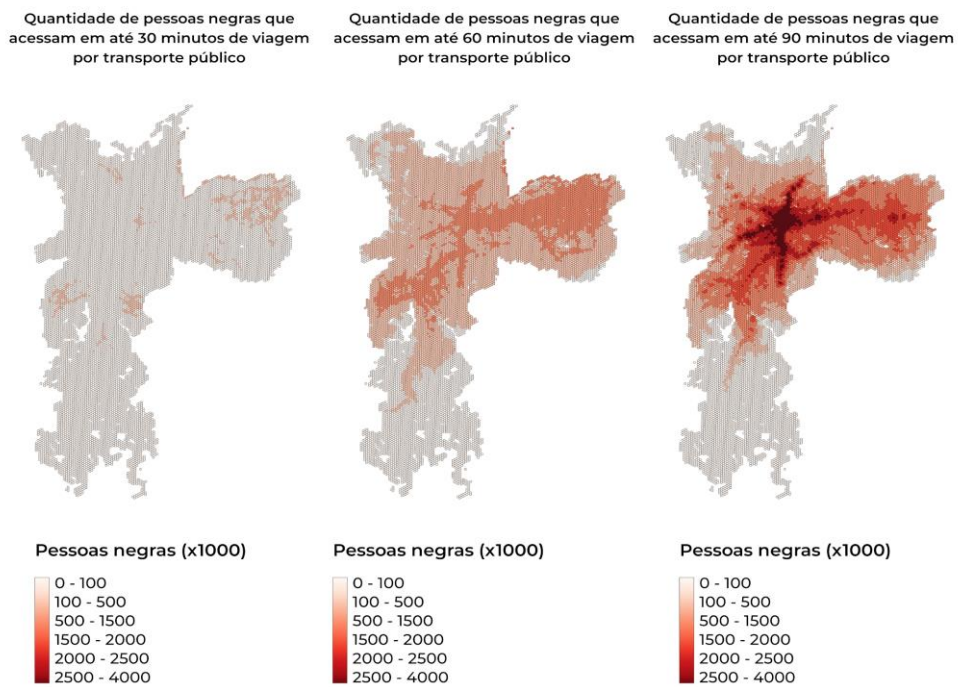 Quantidade de pessoas negras que
acessam em até 30 minutos de viagem
por transporte público
Quantidade de pessoas negras que
acessam em até 60 minutos de viagem
por transporte público
Quantidade de pessoas negras que
acessam em até 90 minutos de viagem
por transporte público
Pessoas negras (x1000)
0 - 100
100 - 500
500 - 1500
1500 - 2000
2000 - 2500
2500 - 4000
Pessoas negras (x1000)
0 - 100
100 - 500
500 - 1500
1500 - 2000
2000 - 2500
2500 - 4000
Pessoas negras (x1000)
0 - 100
100 - 500
500 - 1500
1500 - 2000
2000 - 2500
2500 - 4000